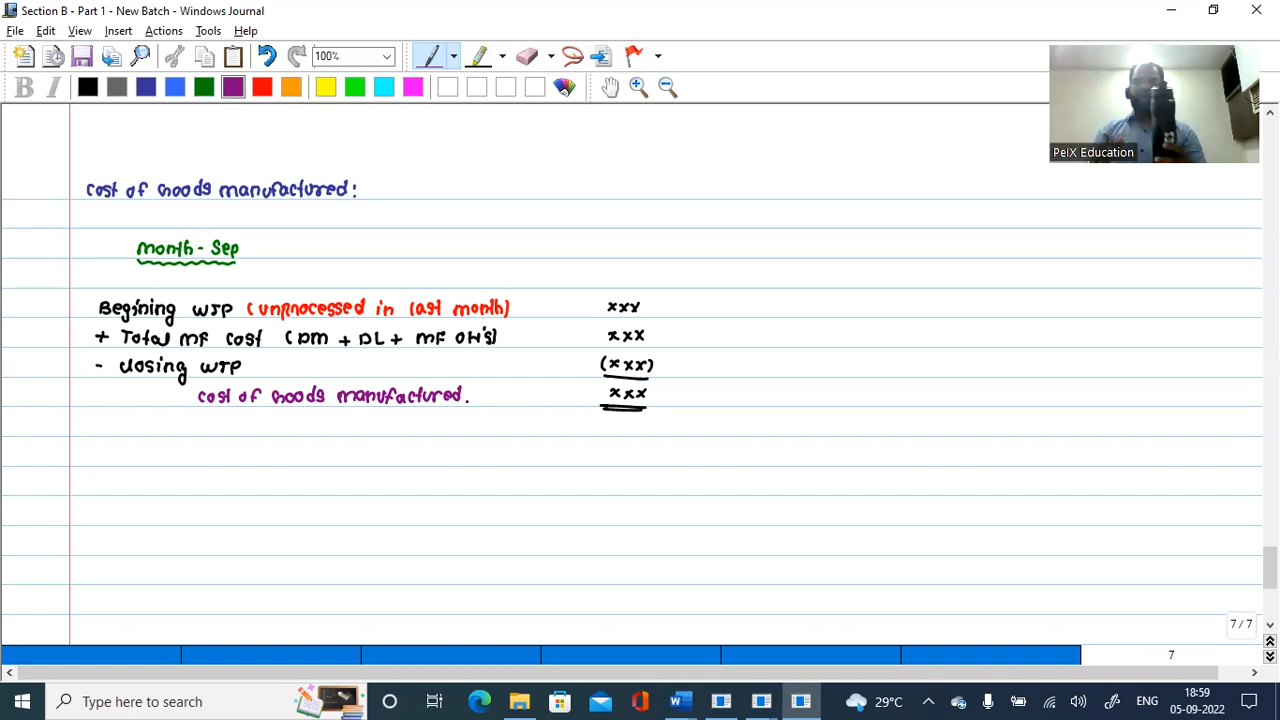 Section B - Part 1 - New Batch - Windows Journal
File Edit View Insert Actions Tools Help
100%
B I
PelX Education
Cost of Goods manufactured:
Month - Sep
Begining WIP (unprocessed in last month) xxx
+ Total MF Cost (DM + DL + MF OH's) xxx
- Closing WIP (xxx)
Cost of Goods manufactured. xxx
7 / 7
7
Type here to search
29°C
ENG
18:59
05-09-2022